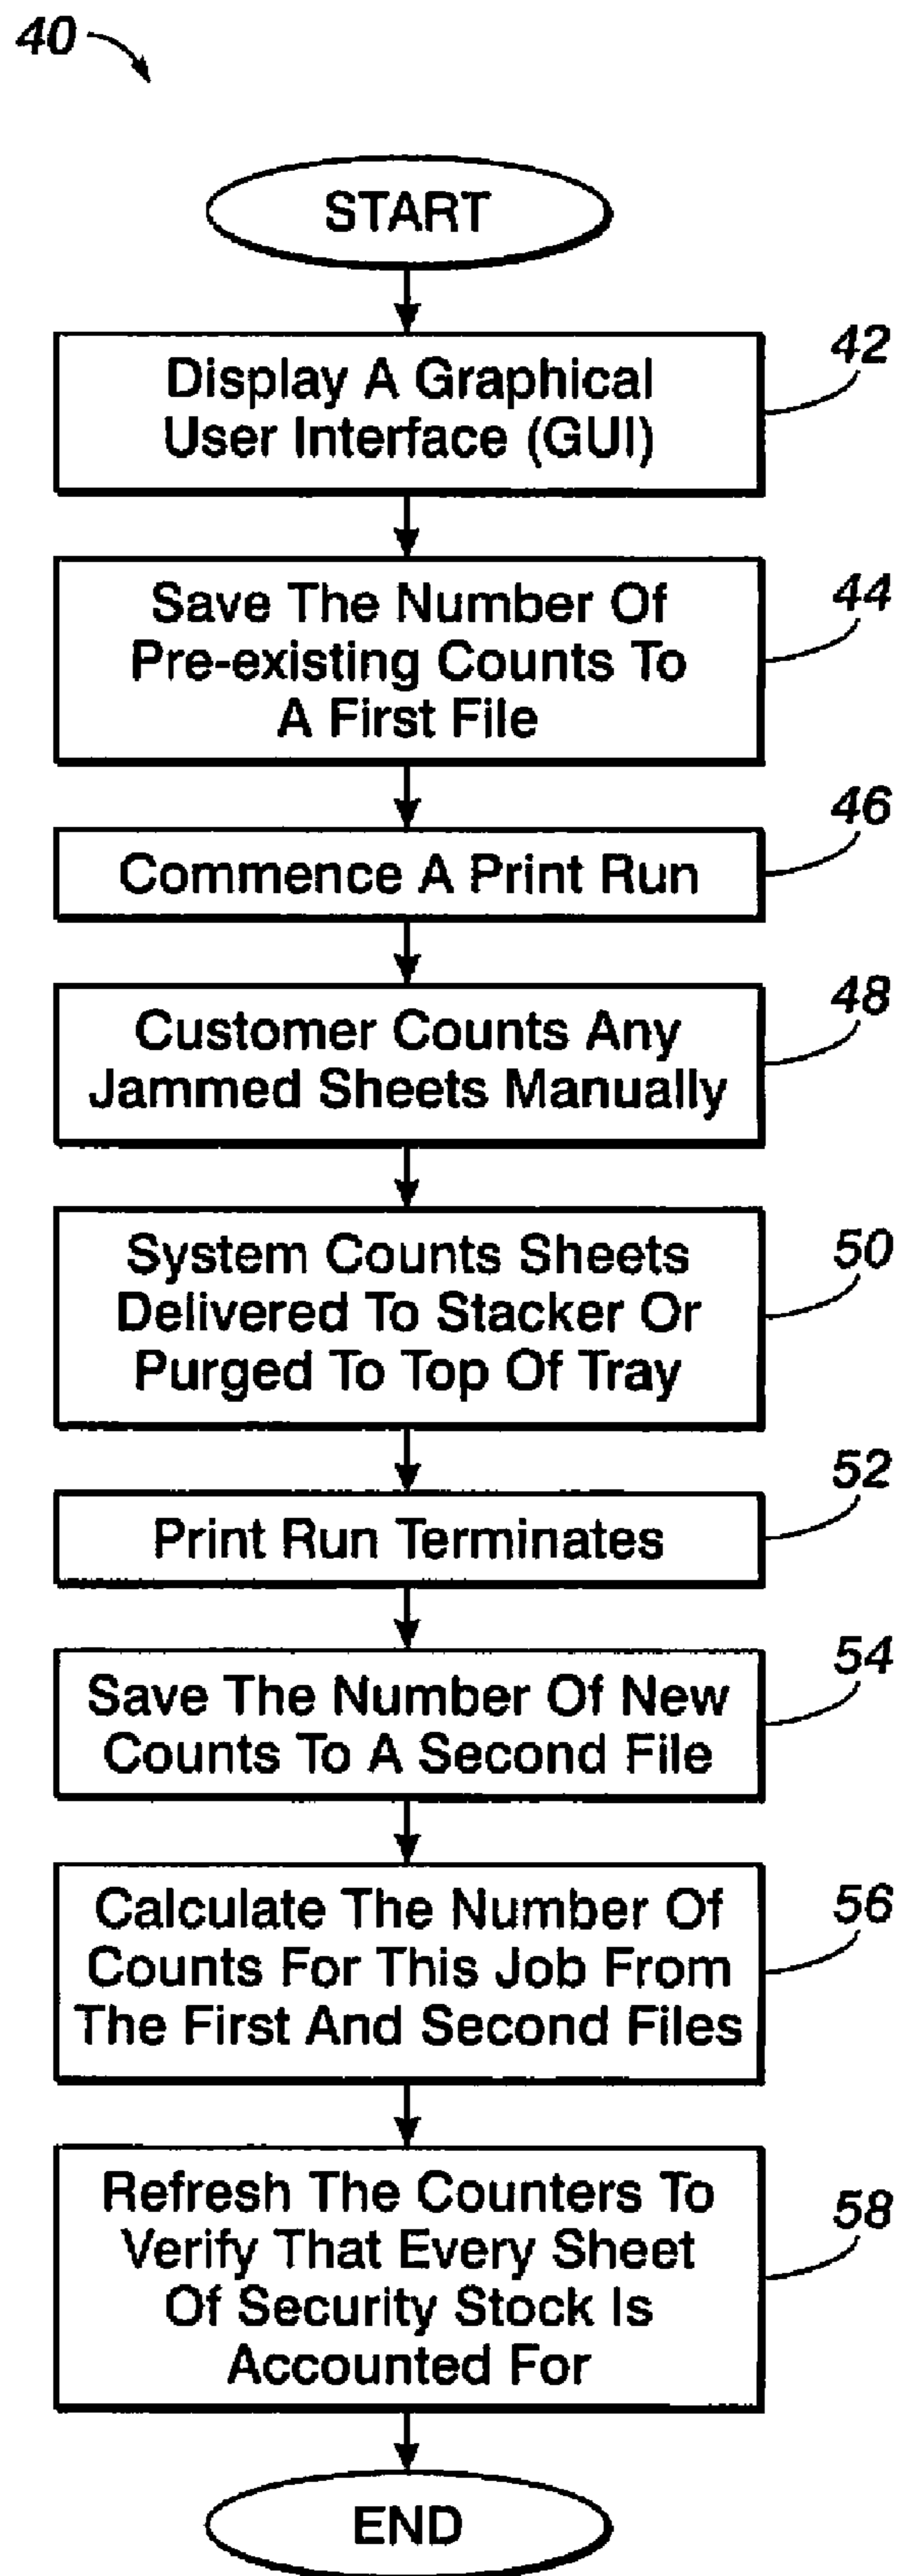 40
START
42
Display A Graphical
User Interface (GUI)
44
Save The Number Of
Pre-existing Counts To
A First File
46
Commence A Print Run
48
Customer Counts Any
Jammed Sheets Manually
50
System Counts Sheets
Delivered To Stacker Or
Purged To Top Of Tray
52
Print Run Terminates
54
Save The Number Of New
Counts To A Second File
56
Calculate The Number Of
Counts For This Job From
The First And Second Files
58
Refresh The Counters To
Verify That Every Sheet
Of Security Stock Is
Accounted For
END